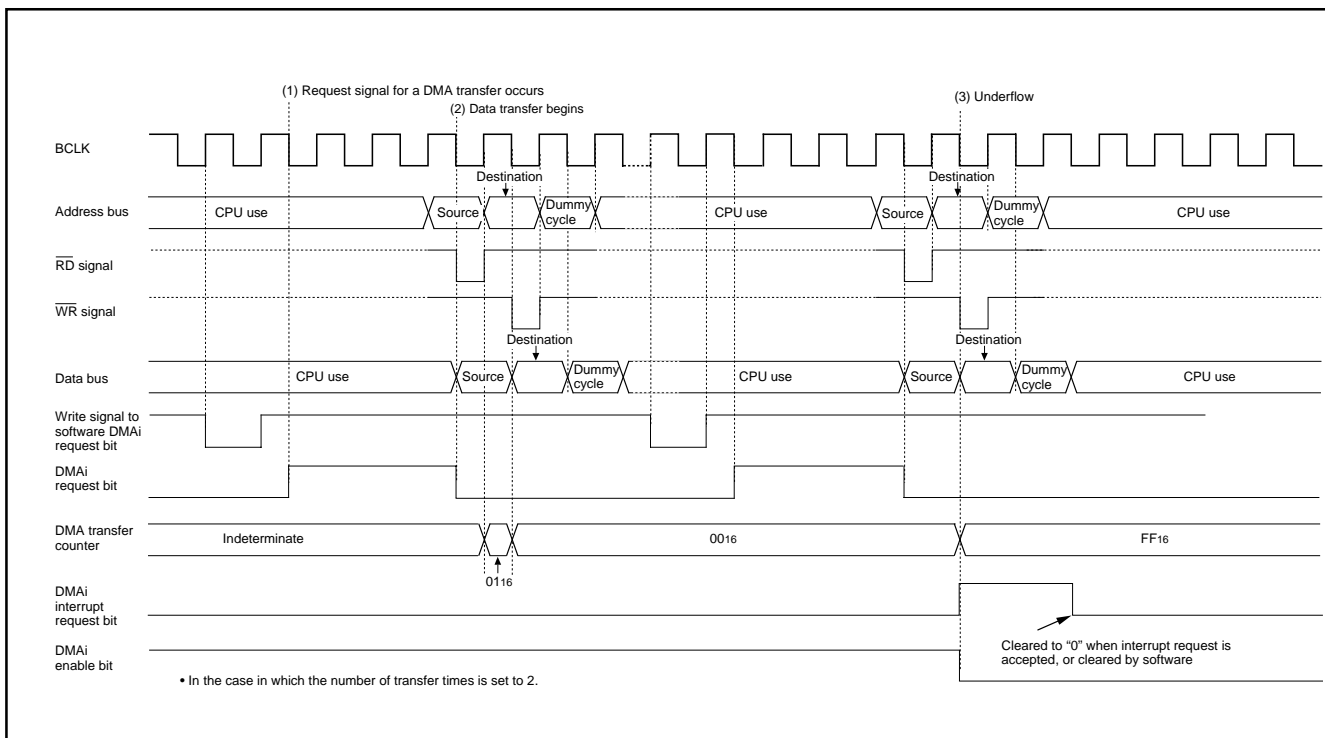 (1) Request signal for a DMA transfer occurs
(2) Data transfer begins
(3) Underflow
BCLK
Destination
Destination
Address bus
CPU use
Source
Dummy
cycle
CPU use
Source
Dummy
cycle
CPU use
RD signal
WR signal
Destination
Destination
Data bus
CPU use
Source
Dummy
cycle
CPU use
Source
Dummy
cycle
CPU use
Write signal to
software DMAi
request bit
DMAi
request bit
DMA transfer
counter
Indeterminate
0016
FF16
0116
DMAi
interrupt
request bit
Cleared to “0” when interrupt request is
accepted, or cleared by software
DMAi
enable bit
• In the case in which the number of transfer times is set to 2.